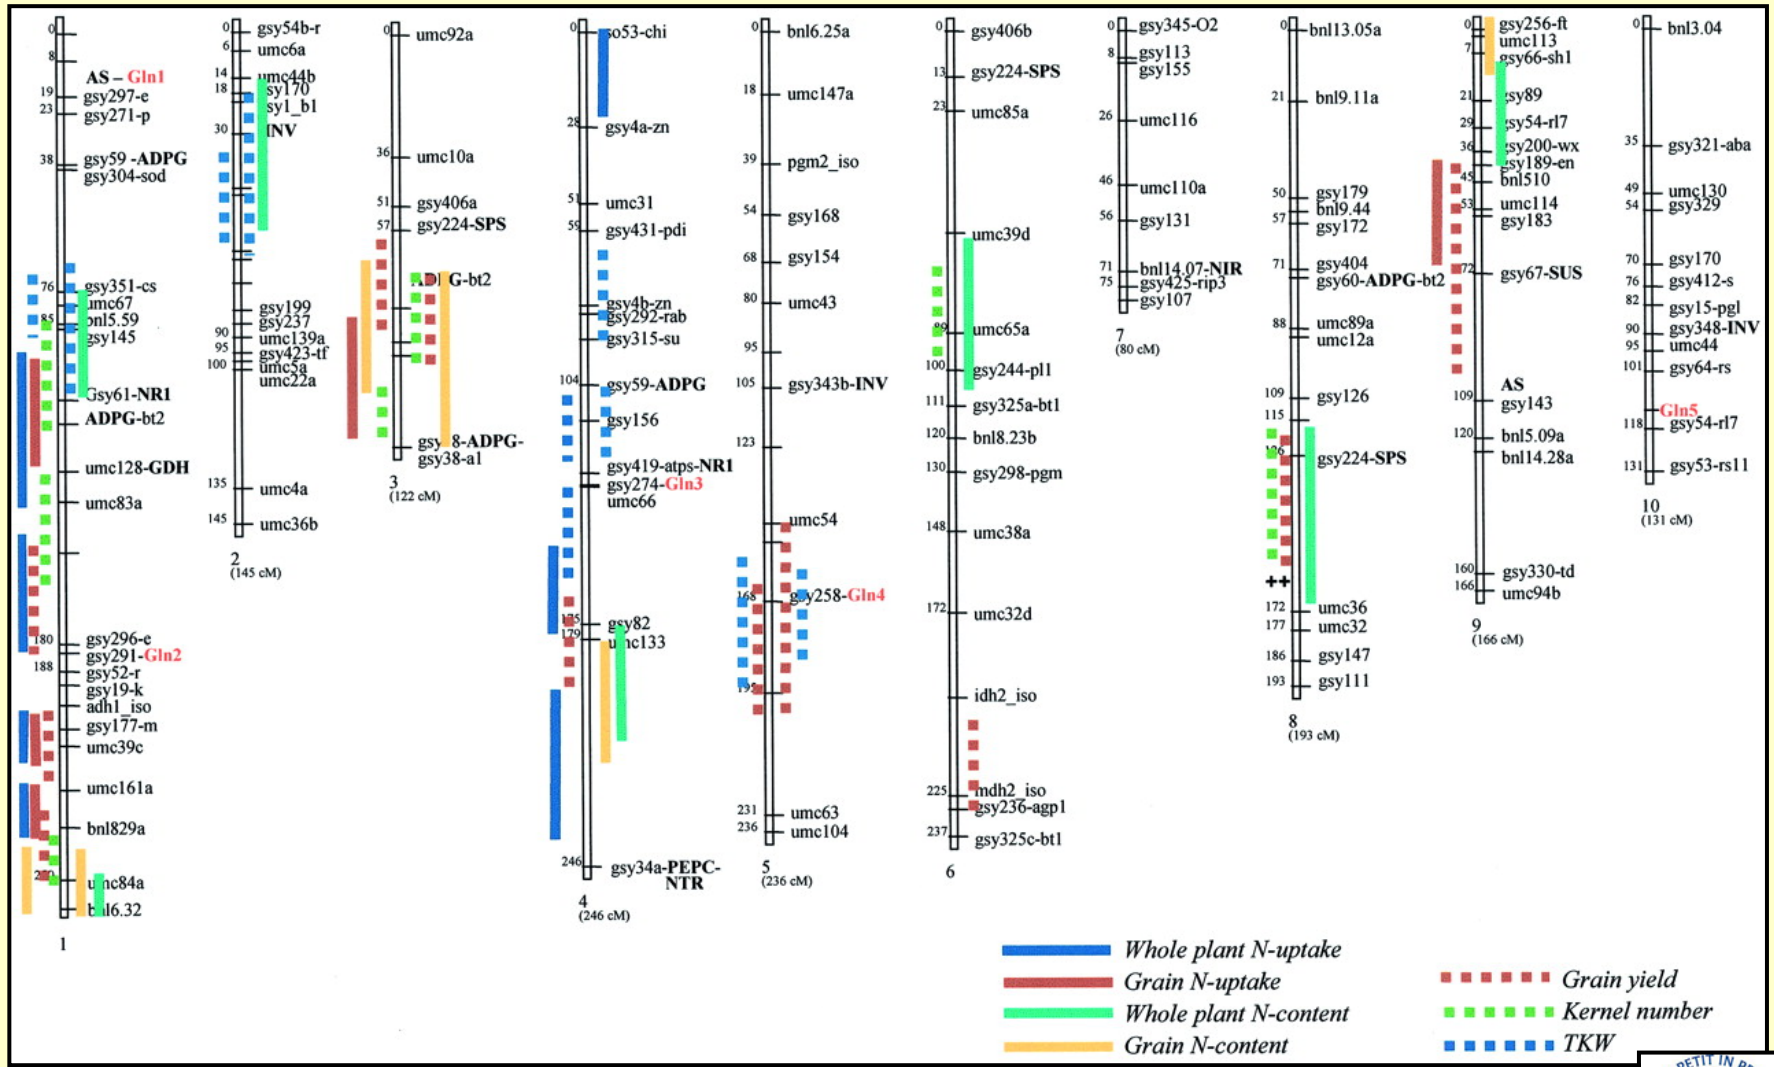 0
8
AS – Gln1
19 gsy297-e
23 gsy271-p
38 gsy59 -ADPG
gsy304-sod
76 gsy351-cs
umc67
85 bnl5.59
gsy145
Gsy61-NR1
ADPG-bt2
umc128-GDH
umc83a
180 gsy296-e
gsy291-Gln2
188 gsy52-r
gsy19-k
adh1_iso
gsy177-m
umc39c
umc161a
bnl829a
umc84a
bnl6.32
1
0 gsy54b-r
6 umc6a
14 umc44b
18 gsy170
gsy1_b1
30 INV
gsy199
gsy237
90 umc139a
95 gsy423-tf
100 umc5a
umc22a
135 umc4a
145 umc36b
2
(145 cM)
0 umc92a
36 umc10a
51 gsy406a
57 gsy224-SPS
ADPG-bt2
ADPG-
gsy38-a1
3
(122 cM)
0 so53-chi
28 gsy4a-zn
51 umc31
59 gsy431-pdi
gsy4b-zn
gsy292-rab
gsy315-su
104 gsy59-ADPG
gsy156
gsy419-atps-NR1
gsy274-Gln3
umc66
175 gsy82
179 umc133
246 gsy34a-PEPC-
NTR
4
(246 cM)
0 bnl6.25a
18 umc147a
39 pgm2_iso
54 gsy168
68 gsy154
80 umc43
95
105 gsy343b-INV
123
umc54
168 gsy258-Gln4
195
231 umc63
236 umc104
5
(236 cM)
0 gsy406b
13 gsy224-SPS
23 umc85a
umc39d
89 umc65a
100 gsy244-pl1
111 gsy325a-bt1
120 bnl8.23b
130 gsy298-pgm
148 umc38a
172 umc32d
idh2_iso
225 mdh2_iso
gsy236-agp1
237 gsy325c-bt1
6
0 gsy345-O2
8 gsy113
gsy155
26 umc116
46 umc110a
56 gsy131
71 bnl14.07-NIR
75 gsy425-rip3
gsy107
7
(80 cM)
0 bnl13.05a
21 bnl9.11a
50 gsy179
57 bnl9.44
gsy172
71 gsy404
gsy60-ADPG-bt2
88 umc89a
umc12a
109 gsy126
115
126 gsy224-SPS
++
172 umc36
177 umc32
186 gsy147
193 gsy111
8
(193 cM)
0 gsy256-ft
7 umc113
gsy66-sh1
21 gsy89
29 gsy54-rl7
36 gsy200-wx
gsy189-en
45 bnl510
53 umc114
gsy183
72 gsy67-SUS
AS
109 gsy143
120 bnl5.09a
bnl14.28a
160 gsy330-td
166 umc94b
9
(166 cM)
0 bnl3.04
35 gsy321-aba
49 umc130
54 gsy329
70 gsy170
76 gsy412-s
82 gsy15-pgl
90 gsy348-INV
95 umc44
101 gsy64-rs
Gln5
118 gsy54-rl7
131 gsy53-rs11
10
(131 cM)
Whole plant N-uptake
Grain N-uptake
Whole plant N-content
Grain N-content
Grain yield
Kernel number
TKW